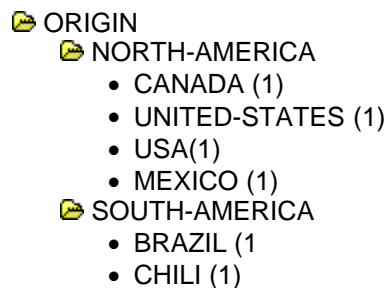 ORIGIN
NORTH-AMERICA
• CANADA (1)
• UNITED-STATES (1)
• USA(1)
• MEXICO (1)
SOUTH-AMERICA
• BRAZIL (1
• CHILI (1)